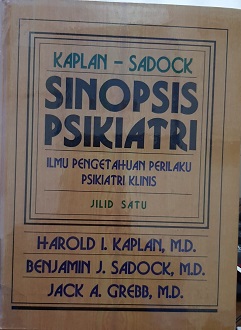 KAPLAN – SADOCK
SINOPSIS
PSIKIATRI
ILMU PENGETAHUAN PERILAKU
PSIKIATRI KLINIS
JILID SATU
HAROLD I. KAPLAN, M.D.
BENJAMIN J. SADOCK, M.D.
JACK A. GREBB, M.D.